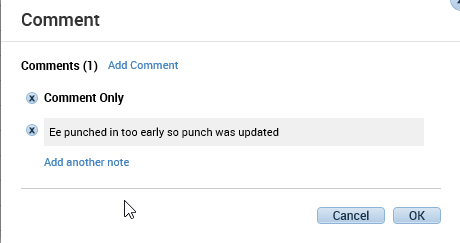 Comment
Comments (1) Add Comment
x Comment Only
x Ee punched in too early so punch was updated
Add another note
Cancel OK